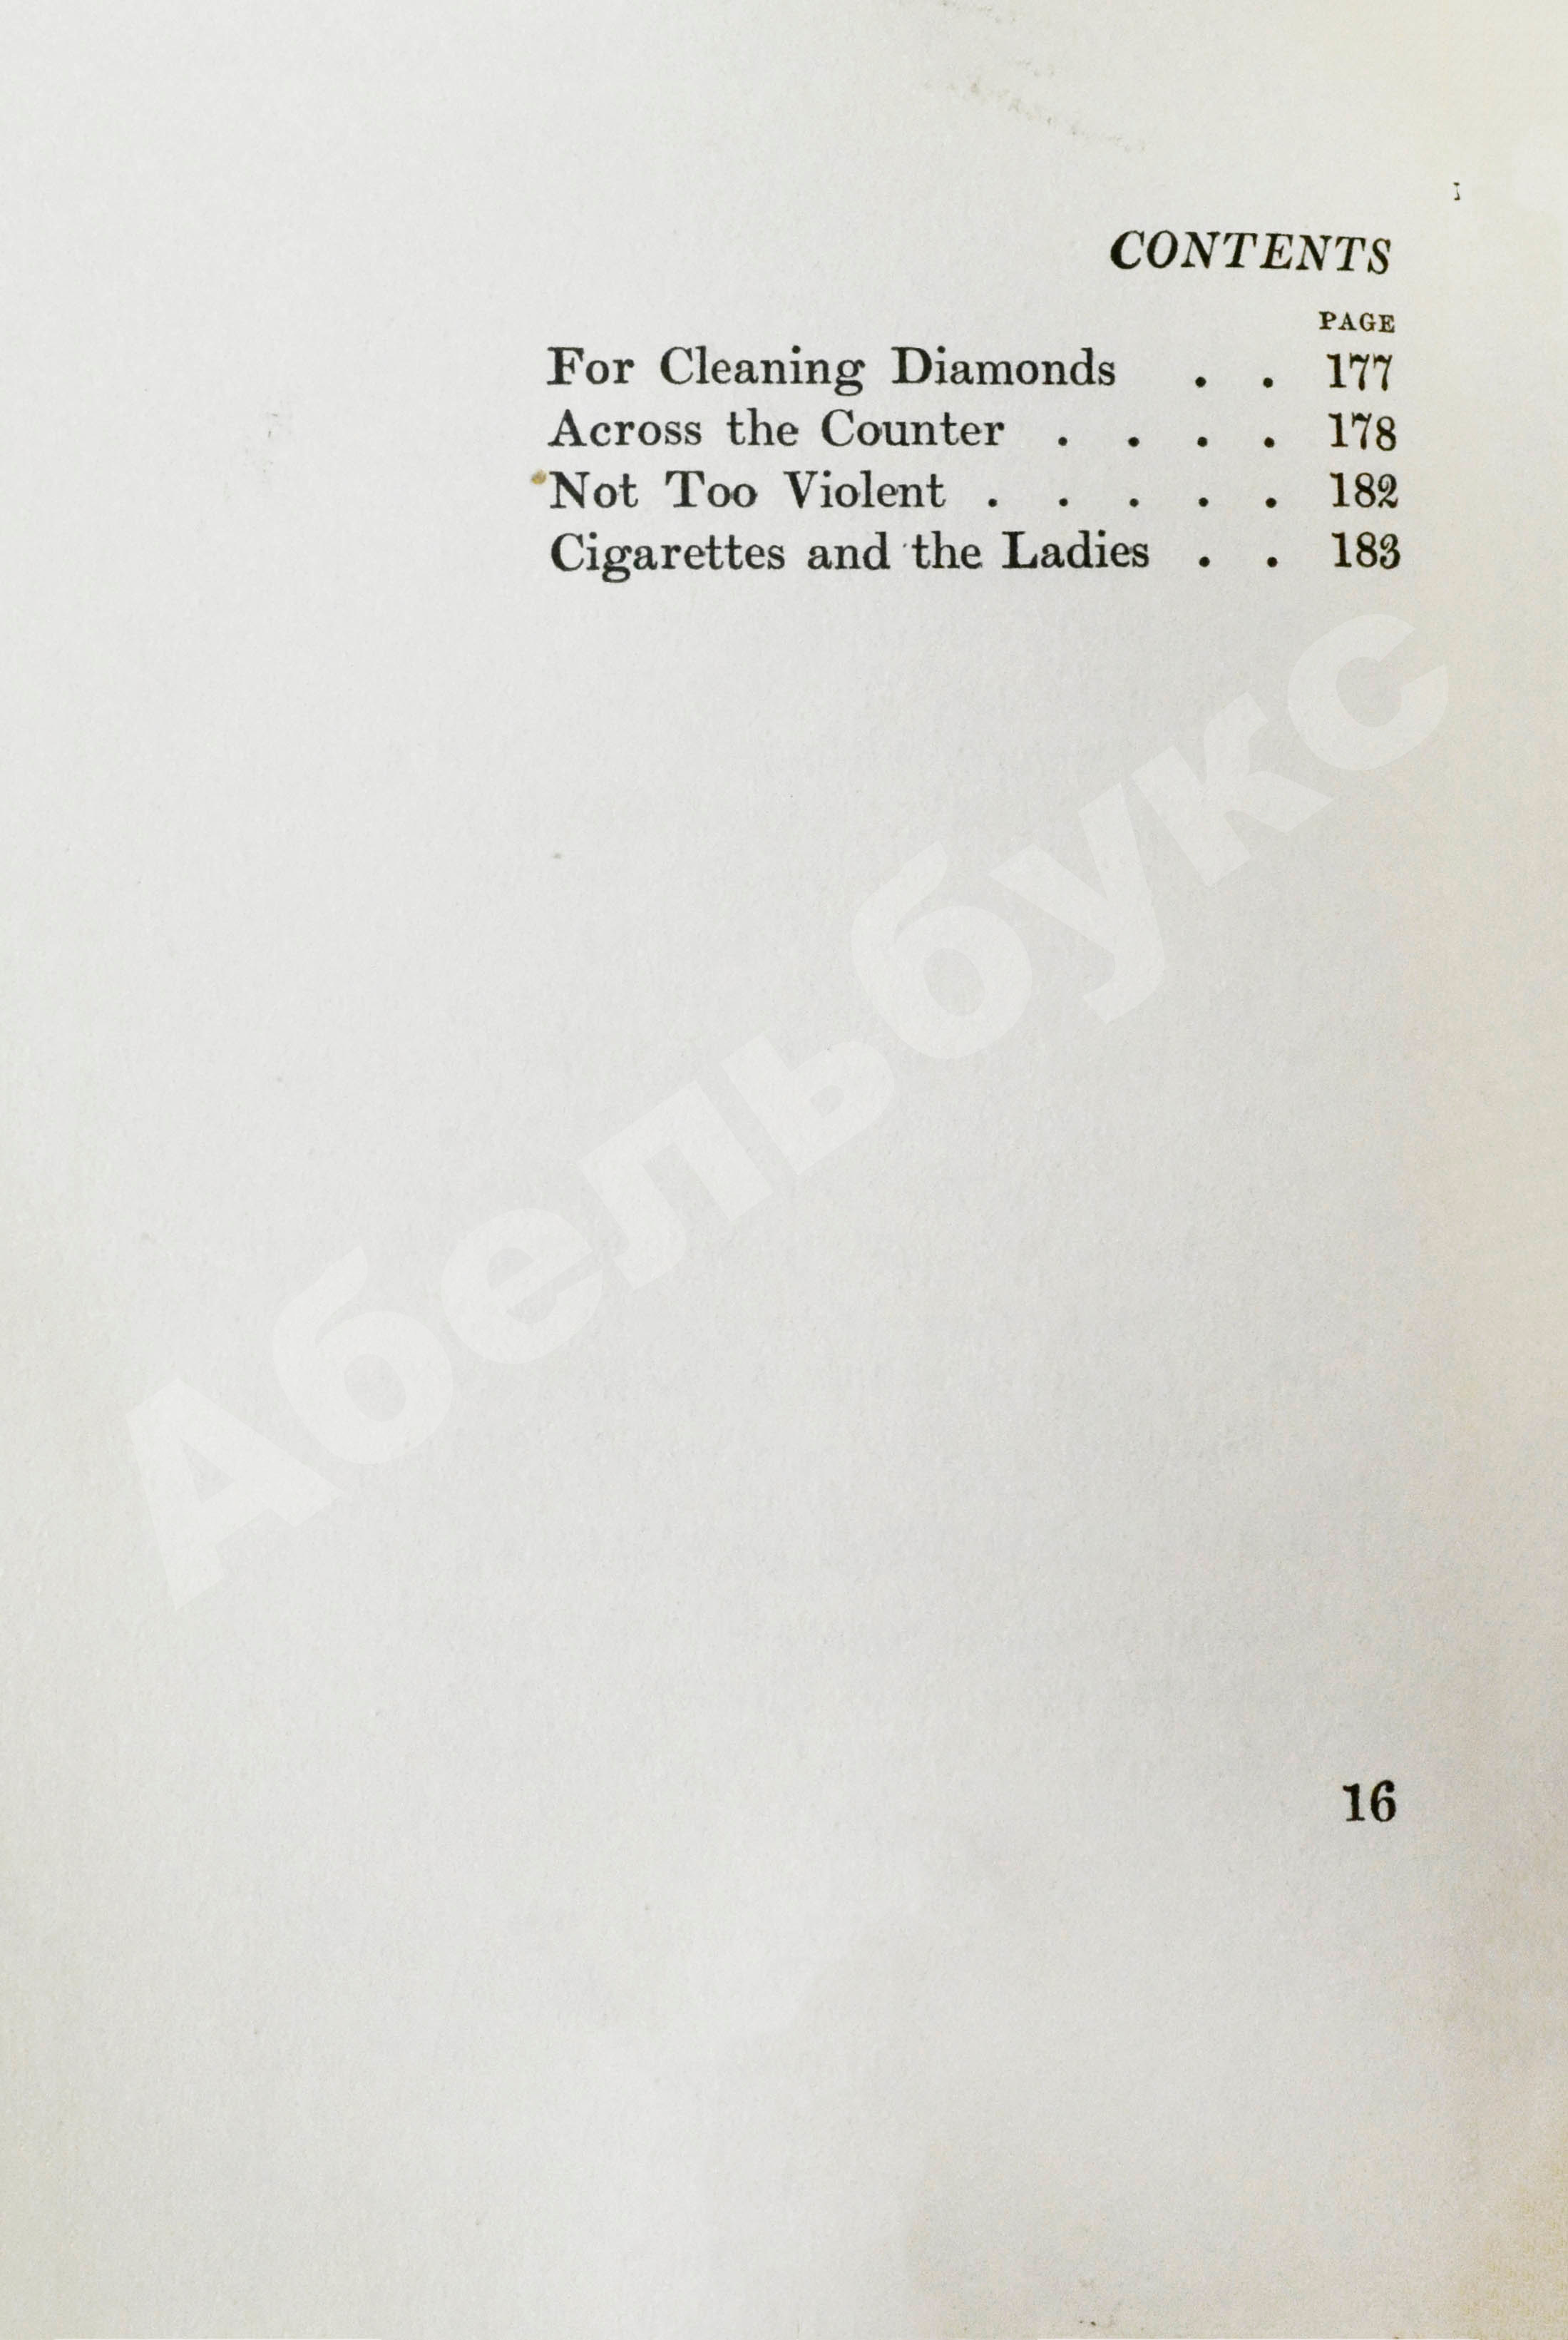 CONTENTS
PAGE
For Cleaning Diamonds . . 177
Across the Counter . . . . 178
Not Too Violent . . . . . 182
Cigarettes and the Ladies . . 183
Абельбукс
16